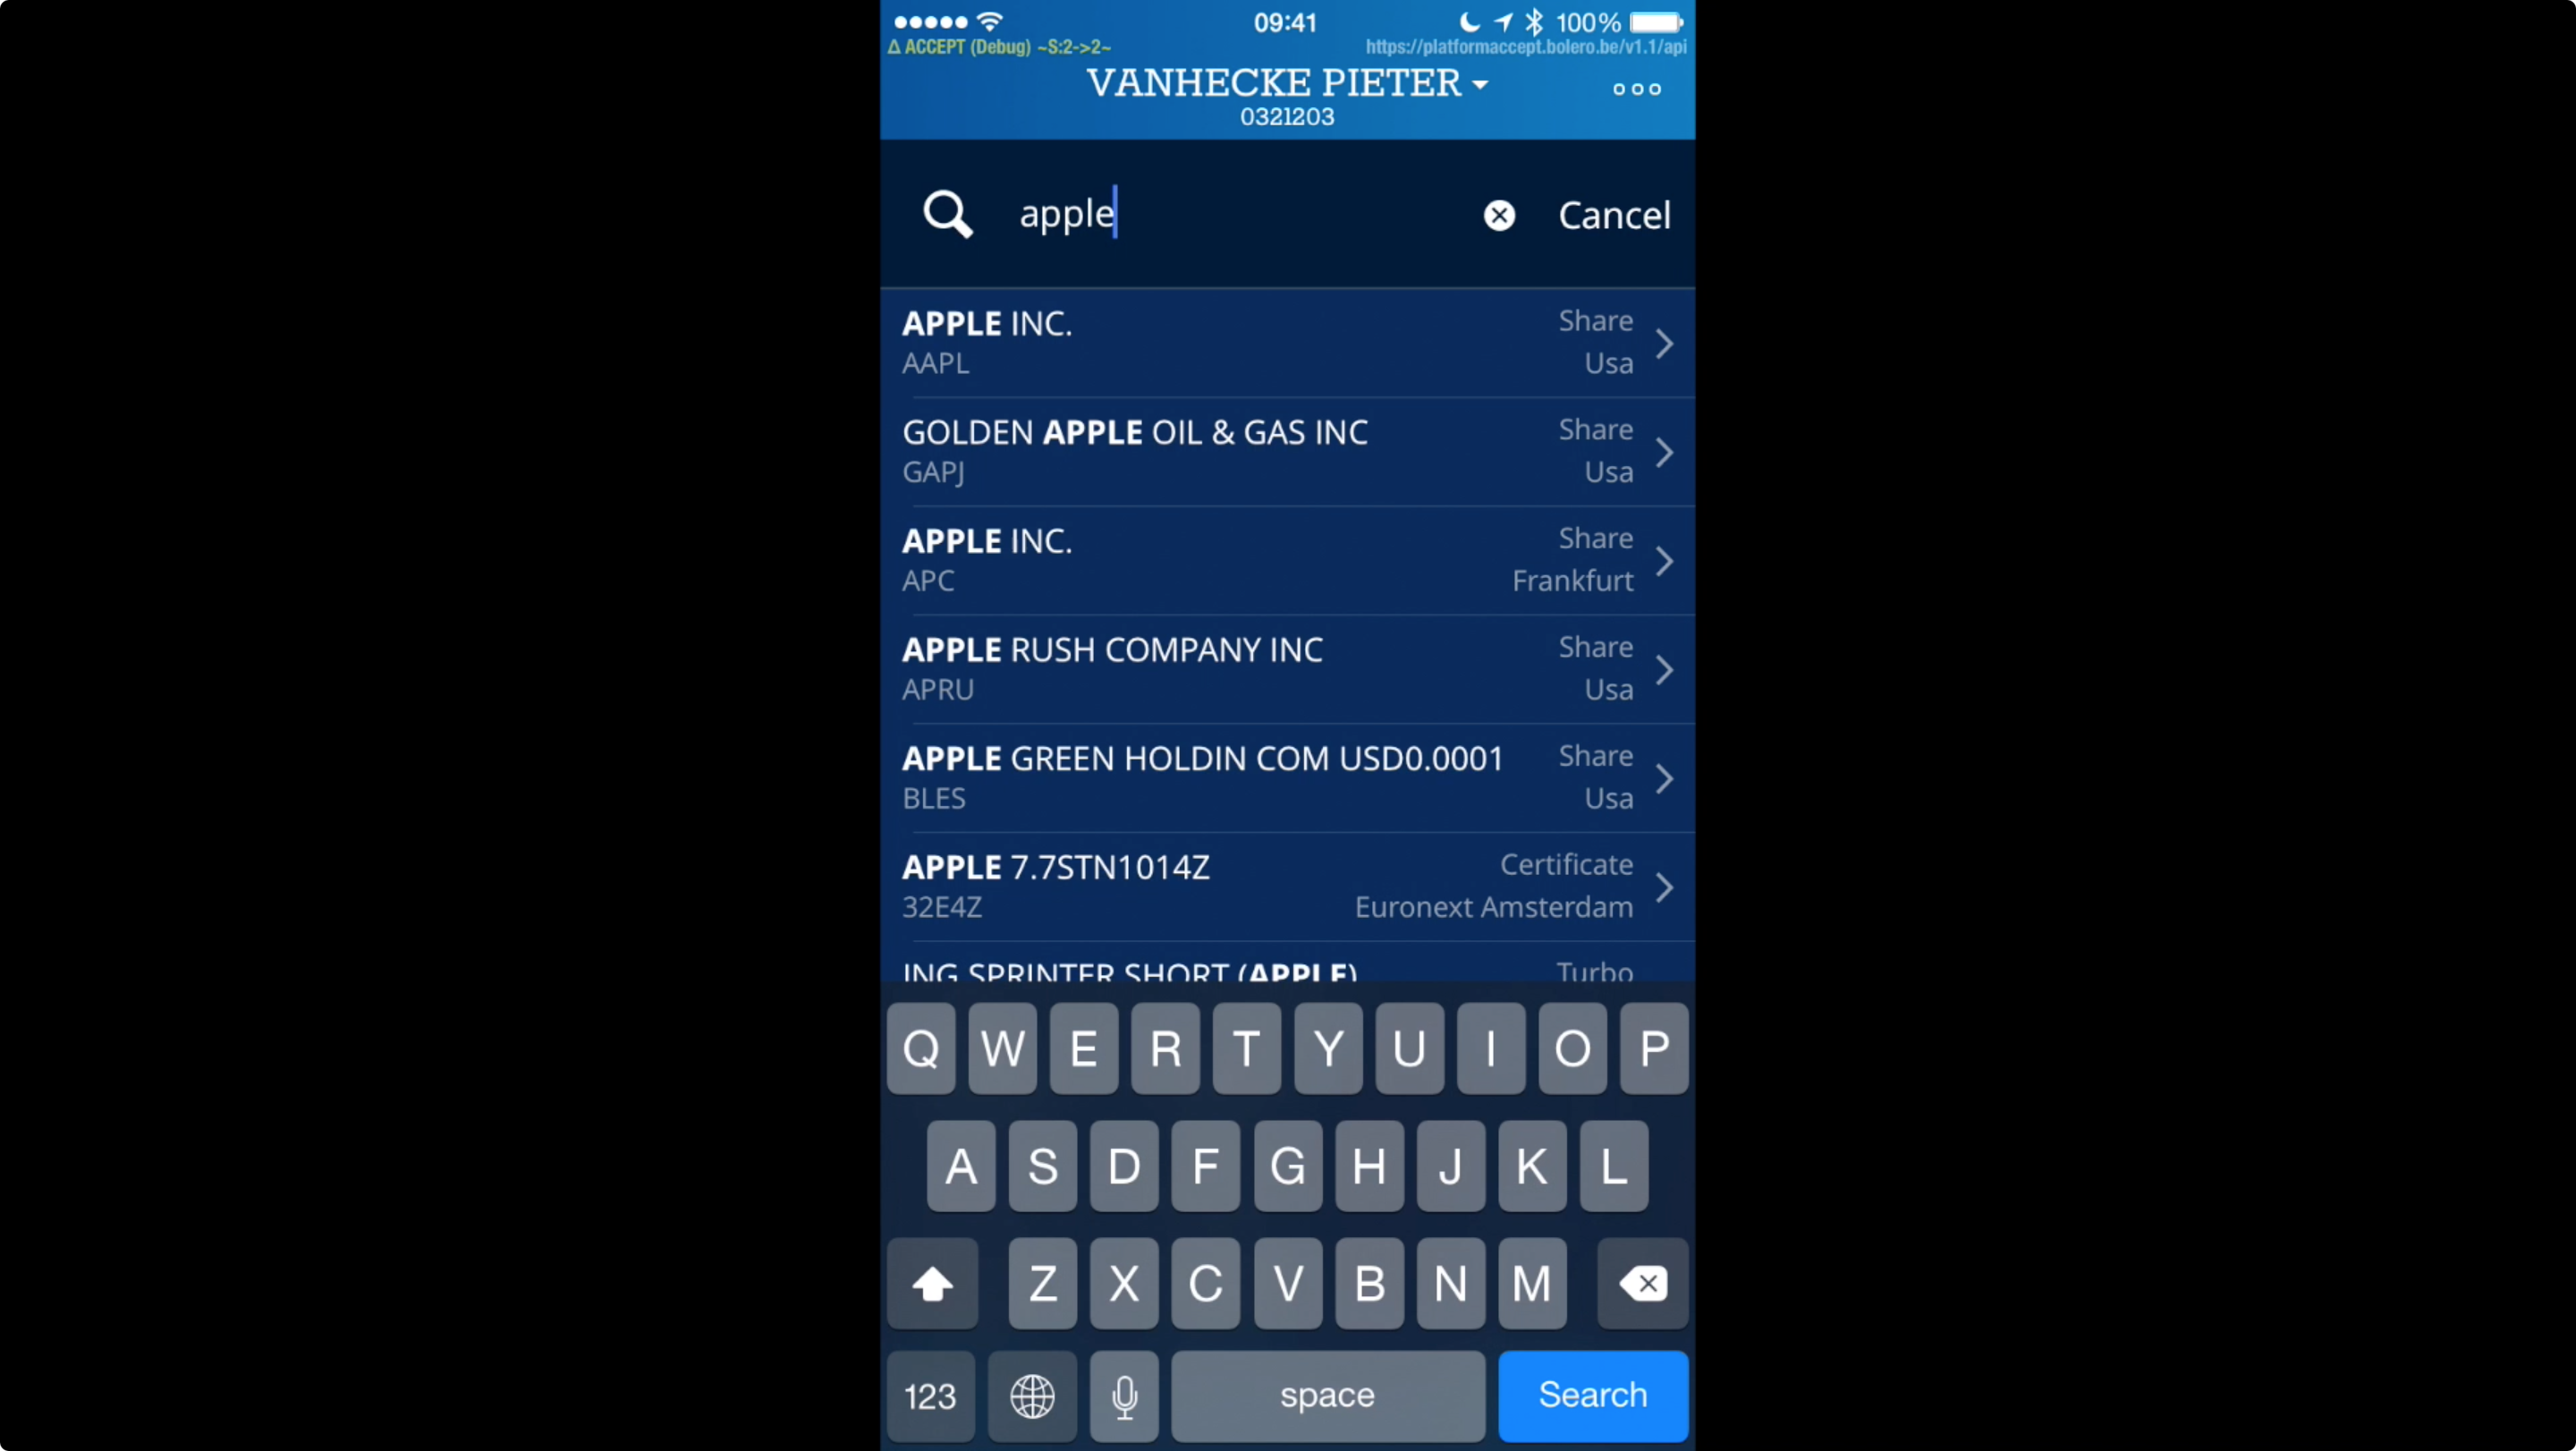 09:41 100%
Δ ACCEPT (Debug) ~S:2->2~ https://platformaccept.bolero.be/v1.1/api
VANHECKE PIETER
0321203
apple Cancel
APPLE INC. Share
AAPL Usa
GOLDEN APPLE OIL & GAS INC Share
GAPJ Usa
APPLE INC. Share
APC Frankfurt
APPLE RUSH COMPANY INC Share
APRU Usa
APPLE GREEN HOLDIN COM USD0.0001 Share
BLES Usa
APPLE 7.7STN1014Z Certificate
32E4Z Euronext Amsterdam
ING SPRINTER SHORT (APPLE) Turbo
Q W E R T Y U I O P
A S D F G H J K L
Z X C V B N M
123 space Search